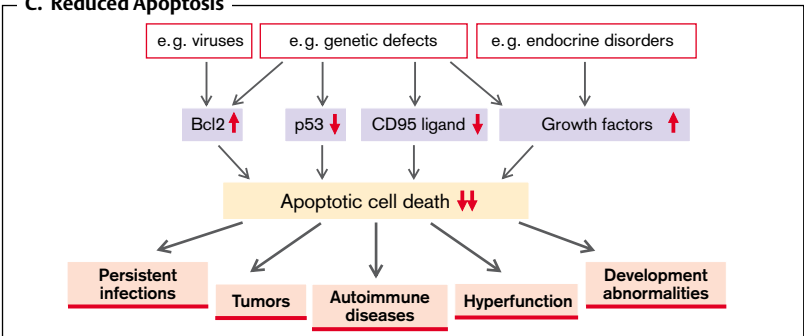 C. Reduced Apoptosis
e.g. viruses
e.g. genetic defects
e.g. endocrine disorders
Bcl2
p53
CD95 ligand
Growth factors
Apoptotic cell death
Persistent
infections
Tumors
Autoimmune
diseases
Hyperfunction
Development
abnormalities